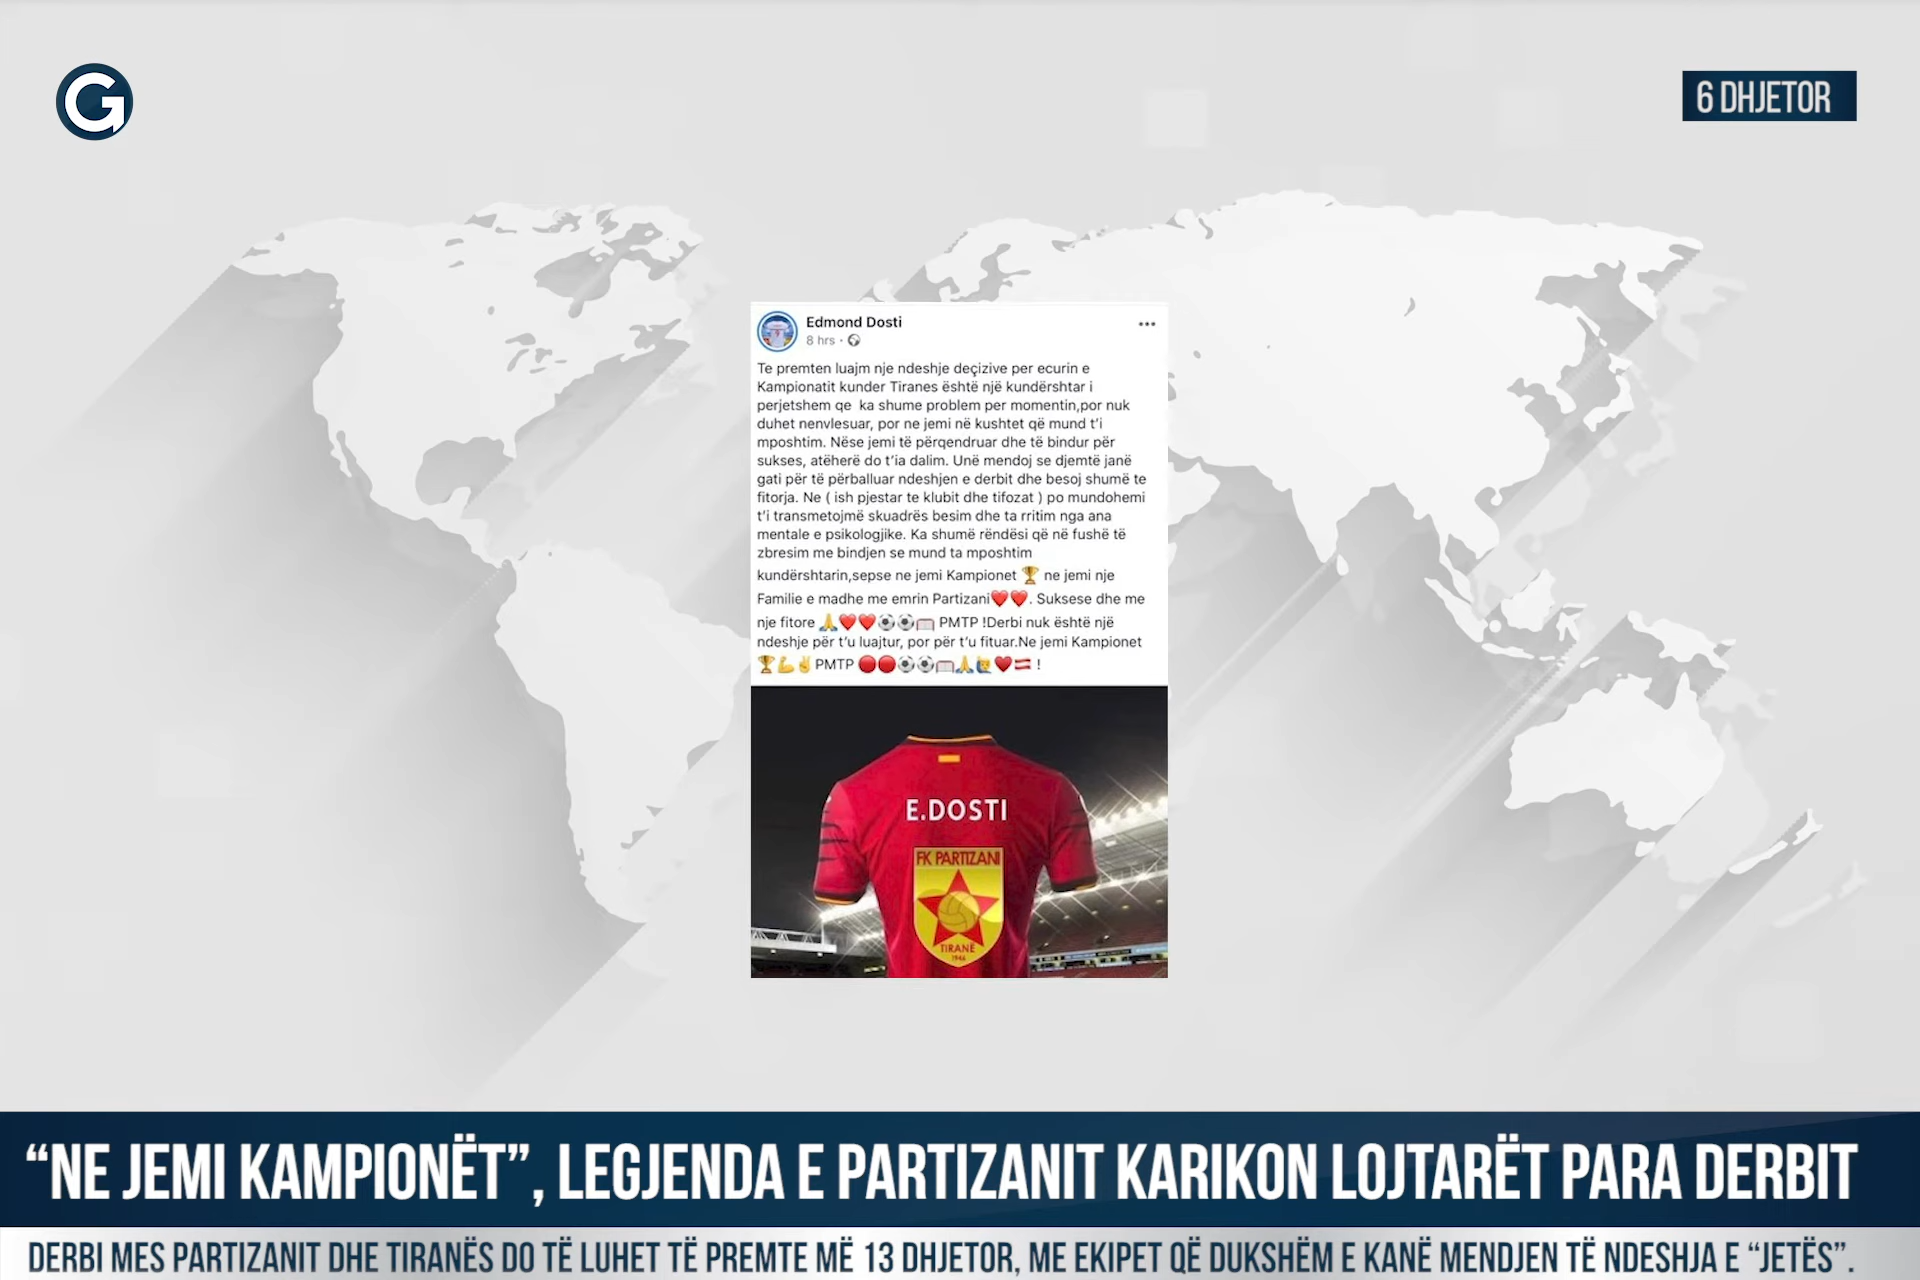 G
6 DHJETOR
Edmond Dosti
8 hrs ·
Te premten luajm nje ndeshje deçizive per ecurin e
Kampionatit kunder Tiranes është një kundërshtar i
perjetshem qe ka shume problem per momentin,por nuk
duhet nenvlesuar, por ne jemi në kushtet që mund t’i
mposhtim. Nëse jemi të përqendruar dhe të bindur për
sukses, atëherë do t’ia dalim. Unë mendoj se djemtë janë
gati për të përballuar ndeshjen e derbit dhe besoj shumë te
fitorja. Ne ( ish pjestar te klubit dhe tifozat ) po mundohemi
t’i transmetojmë skuadrës besim dhe ta rritim nga ana
mentale e psikologjike. Ka shumë rëndësi që në fushë të
zbresim me bindjen se mund ta mposhtim
kundërshtarin,sepse ne jemi Kampionet 🏆 ne jemi nje
Familie e madhe me emrin Partizani❤️❤️. Suksese dhe me
nje fitore 🙏❤️❤️⚽⚽🥅 PMTP !Derbi nuk është një
ndeshje për t’u luajtur, por për t’u fituar.Ne jemi Kampionet
🏆💪✌️PMTP 🔴🔴⚽⚽🥅🙏🙋‍♂️❤️🇦🇹 !
E.DOSTI
FK PARTIZANI
TIRANË
1946
“NE JEMI KAMPIONËT”, LEGJENDA E PARTIZANIT KARIKON LOJTARËT PARA DERBIT
DERBI MES PARTIZANIT DHE TIRANËS DO TË LUHET TË PREMTE MË 13 DHJETOR, ME EKIPET QË DUKSHËM E KANË MENDJEN TË NDESHJA E “JETËS”.